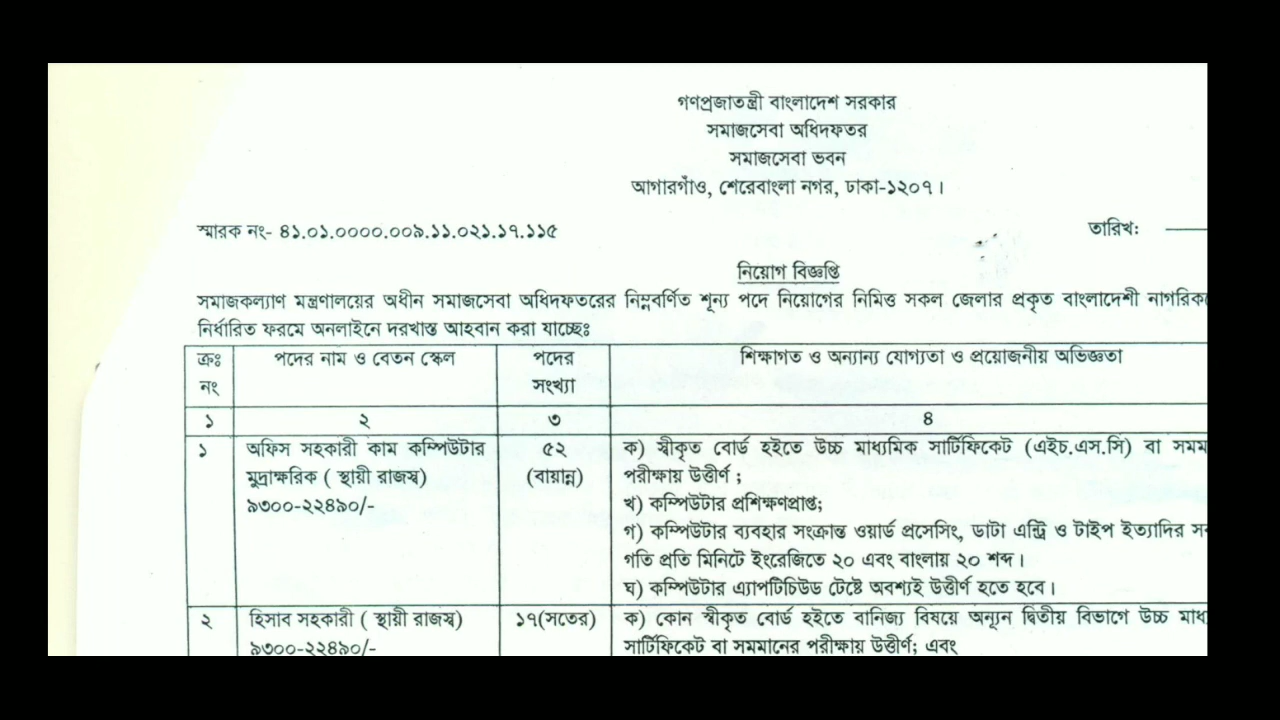 গণপ্রজাতন্ত্রী বাংলাদেশ সরকার
সমাজসেবা অধিদফতর
সমাজসেবা ভবন
আগারগাঁও, শেরেবাংলা নগর, ঢাকা-১২০৭।
স্মারক নং- ৪১.০১.০০০০.০০৯.১১.০২১.১৭.১১৫ তারিখ:
নিয়োগ বিজ্ঞপ্তি
সমাজকল্যাণ মন্ত্রণালয়ের অধীন সমাজসেবা অধিদফতরের নিম্নবর্ণিত শূন্য পদে নিয়োগের নিমিত্ত সকল জেলার প্রকৃত বাংলাদেশী
নির্ধারিত ফরমে অনলাইনে দরখাস্ত আহবান করা যাচ্ছেঃ
ক্রঃ পদের নাম ও বেতন স্কেল পদের শিক্ষাগত ও অন্যান্য যোগ্যতা ও প্রয়োজনীয় অভিজ্ঞতা
নং সংখ্যা
১ ২ ৩ ৪
১ অফিস সহকারী কাম কম্পিউটার ৫২ ক) স্বীকৃত বোর্ড হইতে উচ্চ মাধ্যমিক সার্টিফিকেট (এইচ.এস.সি) বা
মুদ্রাক্ষরিক ( স্থায়ী রাজস্ব) (বায়ান্ন) পরীক্ষায় উত্তীর্ণ ;
৯৩০০-২২৪৯০/- খ) কম্পিউটার প্রশিক্ষণপ্রাপ্ত;
গ) কম্পিউটার ব্যবহার সংক্রান্ত ওয়ার্ড প্রসেসিং, ডাটা এন্ট্রি ও টাইপ ইত্যাদির
গতি প্রতি মিনিটে ইংরেজিতে ২০ এবং বাংলায় ২০ শব্দ।
ঘ) কম্পিউটার এ্যাপটিচিউড টেষ্টে অবশ্যই উত্তীর্ণ হতে হবে।
২ হিসাব সহকারী ( স্থায়ী রাজস্ব) ১৭(সতের) ক) কোন স্বীকৃত বোর্ড হইতে বানিজ্য বিষয়ে অন্যূন দ্বিতীয় বিভাগে উচ্চ
৯৩০০-২২৪৯০/- সার্টিফিকেট বা সমমানের পরীক্ষায় উত্তীর্ণ; এবং